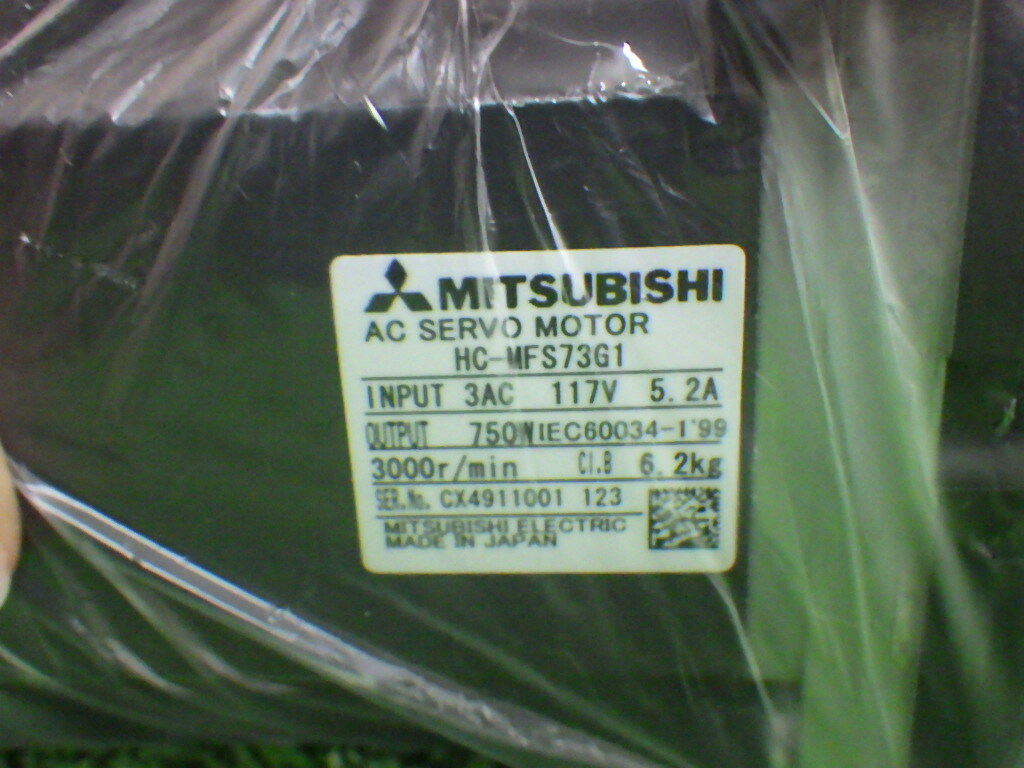 MITSUBISHI
AC SERVO MOTOR
HC-MFS73G1
INPUT 3AC 117V 5.2A
OUTPUT 750W IEC60034-1'99
3000r/min CI.B 6.2kg
SER.No. CX4911001 123
MITSUBISHI ELECTRIC
MADE IN JAPAN